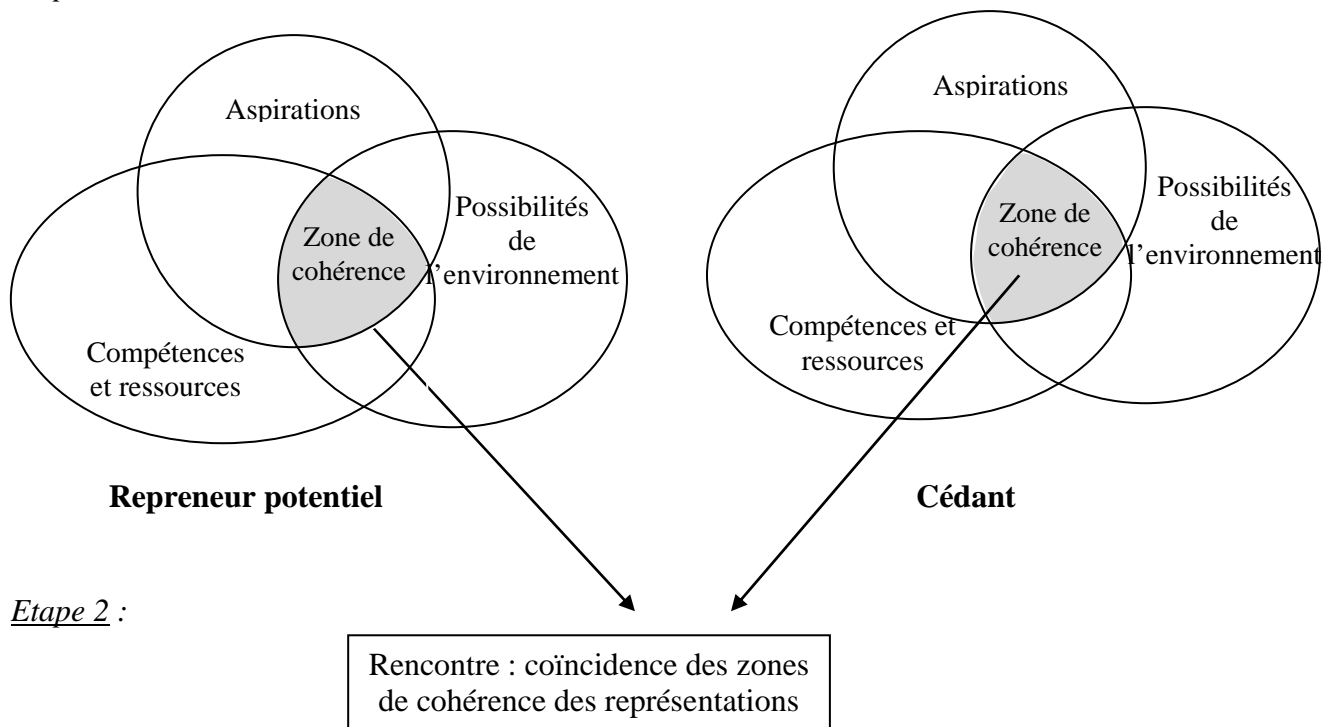 Aspirations
Zone de
cohérence
Possibilités
de
l'environnement
Compétences
et ressources
Repreneur potentiel
Aspirations
Zone de
cohérence
Possibilités
de
l'environnement
Compétences et
ressources
Cédant
Etape 2 :
Rencontre : coïncidence des zones
de cohérence des représentations